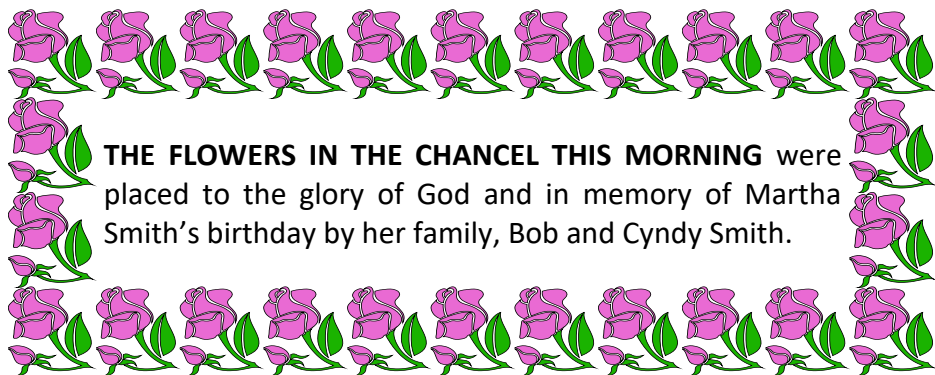 THE FLOWERS IN THE CHANCEL THIS MORNING were
placed to the glory of God and in memory of Martha
Smith’s birthday by her family, Bob and Cyndy Smith.